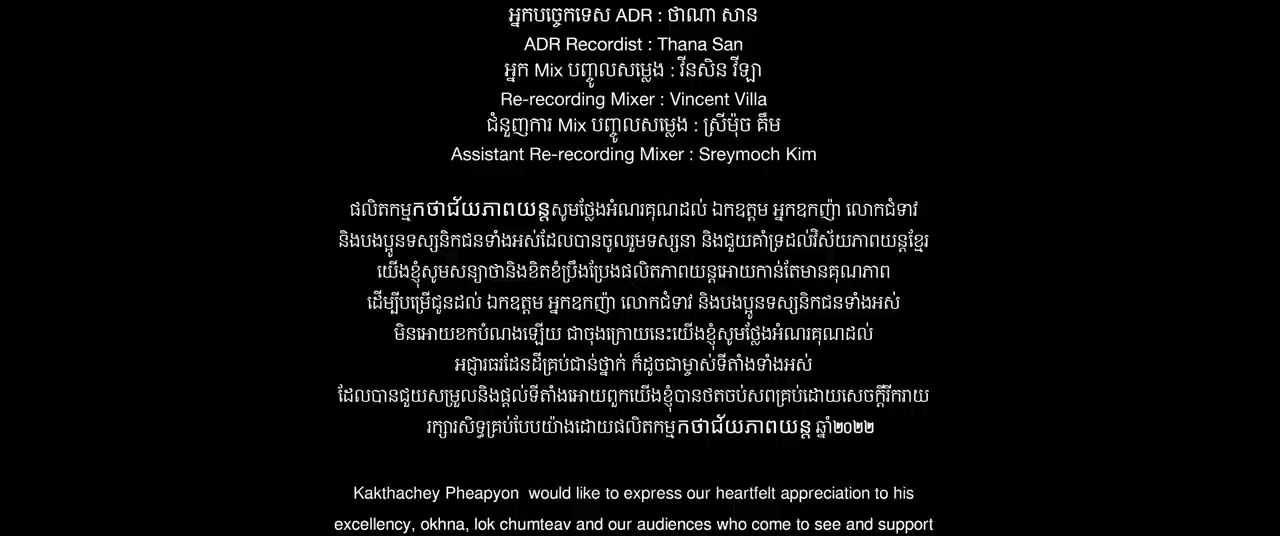 អ្នកបច្ចេកទេស ADR : ថាណា សាន
ADR Recordist : Thana San
អ្នក Mix បញ្ចូលសម្លេង : វីនសិន វីឡា
Re-recording Mixer : Vincent Villa
ជំនួញការ Mix បញ្ចូលសម្លេង : ស្រីម៉ុច គឹម
Assistant Re-recording Mixer : Sreymoch Kim
ផលិតកម្មកថាជ័យភាពយន្តសូមថ្លែងអំណរគុណដល់ ឯកឧត្តម អ្នកឧកញ៉ា លោកជំទាវ
និងបងប្អូនទស្សនិកជនទាំងអស់ដែលបានចូលរួមទស្សនា និងជួយគាំទ្រដល់វិស័យភាពយន្តខ្មែរ
យើងខ្ញុំសូមសន្យាថានិងខិតខំប្រឹងប្រែងផលិតភាពយន្តអោយកាន់តែមានគុណភាព
ដើម្បីបម្រើជូនដល់ ឯកឧត្តម អ្នកឧកញ៉ា លោកជំទាវ និងបងប្អូនទស្សនិកជនទាំងអស់
មិនអោយខកបំណងឡើយ ជាចុងក្រោយនេះយើងខ្ញុំសូមថ្លែងអំណរគុណដល់
អជ្ញារធរដែនដីគ្រប់ជាន់ថ្នាក់ ក៏ដូចជាម្ចាស់ទីតាំងទាំងអស់
ដែលបានជួយសម្រួលនិងផ្តល់ទីតាំងអោយពួកយើងខ្ញុំបានថតចប់សពគ្រប់ដោយសេចក្តីរីករាយ
រក្សារសិទ្ធគ្រប់បែបយ៉ាងដោយផលិតកម្មកថាជ័យភាពយន្ត ឆ្នាំ២០២២
Kakthachey Pheapyon would like to express our heartfelt appreciation to his
excellency, okhna, lok chumteav and our audiences who come to see and support